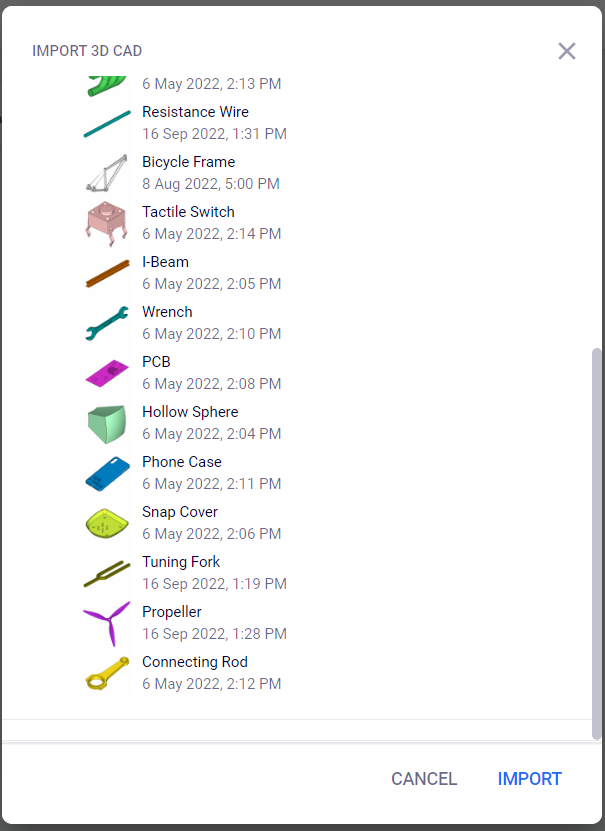 IMPORT 3D CAD
6 May 2022, 2:13 PM
Resistance Wire
16 Sep 2022, 1:31 PM
Bicycle Frame
8 Aug 2022, 5:00 PM
Tactile Switch
6 May 2022, 2:14 PM
I-Beam
6 May 2022, 2:05 PM
Wrench
6 May 2022, 2:10 PM
PCB
6 May 2022, 2:08 PM
Hollow Sphere
6 May 2022, 2:04 PM
Phone Case
6 May 2022, 2:11 PM
Snap Cover
6 May 2022, 2:06 PM
Tuning Fork
16 Sep 2022, 1:19 PM
Propeller
16 Sep 2022, 1:28 PM
Connecting Rod
6 May 2022, 2:12 PM
CANCEL IMPORT